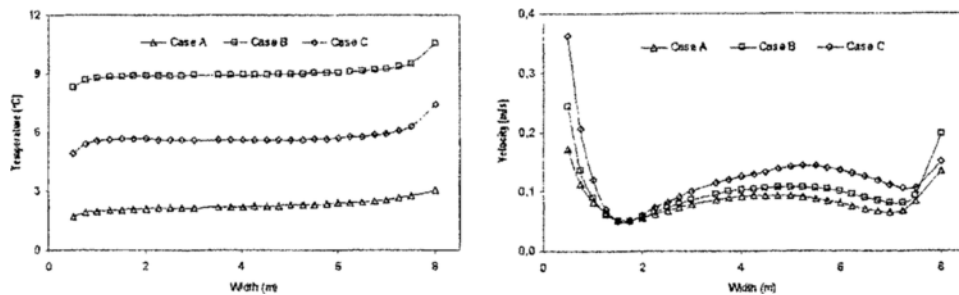 12
9
6
3
0
Temperature (°C)
Case A
Case B
Case C
0
2
4
6
8
Width (m)
0,4
0,3
0,2
0,1
0,0
Velocity (m/s)
Case A
Case B
Case C
0
2
4
6
8
Width (m)